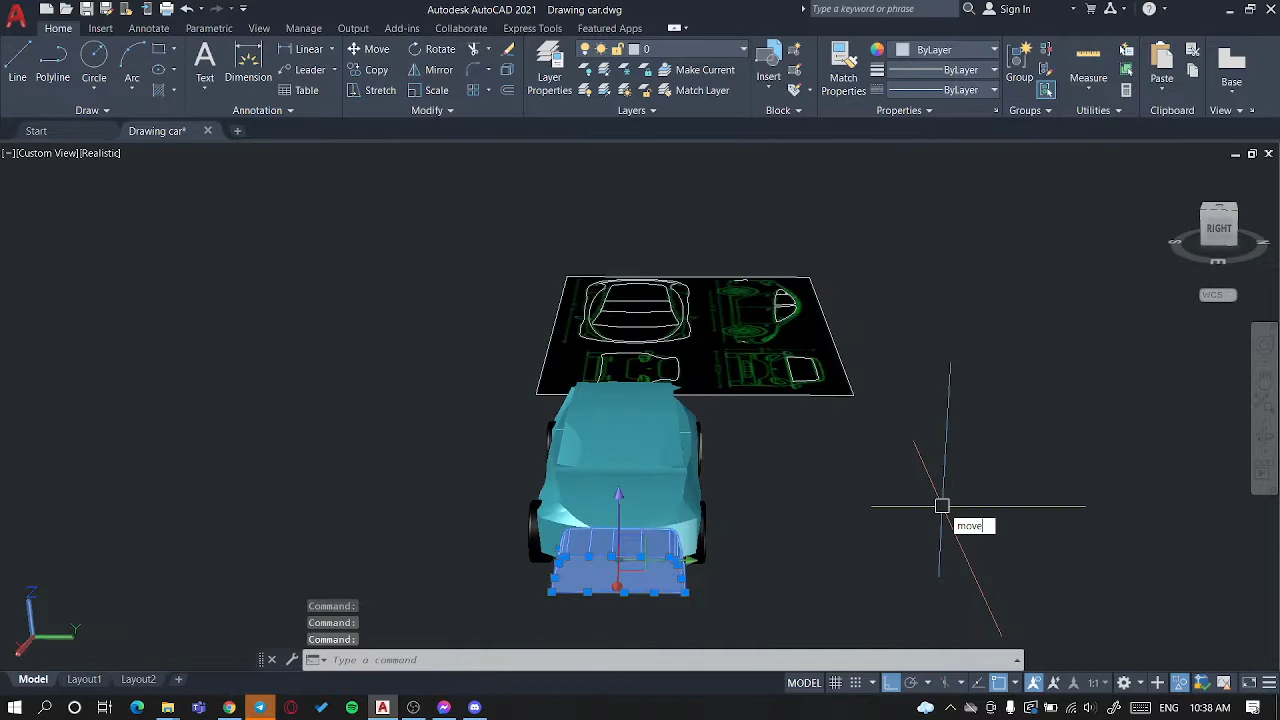 Autodesk AutoCAD 2021 Drawing car.dwg
Type a keyword or phrase
Sign In
Home Insert Annotate Parametric View Manage Output Add-ins Collaborate Express Tools Featured Apps
Line Polyline Circle Arc
Text Dimension
Linear
Leader
Table
Move Rotate
Copy Mirror
Stretch Scale
Layer
Properties
0
Make Current
Match Layer
Insert
Match
Properties
ByLayer
ByLayer
ByLayer
Group
Measure
Paste
Base
Draw Annotation Modify Layers Block Properties Groups Utilities Clipboard View
Start Drawing car*
[−][Custom View][Realistic]
RIGHT
S
N
E
WCS
move
Z
Y
X
Command:
Command:
Command:
Type a command
Model Layout1 Layout2
MODEL
1:1
ENG 10:38 AM